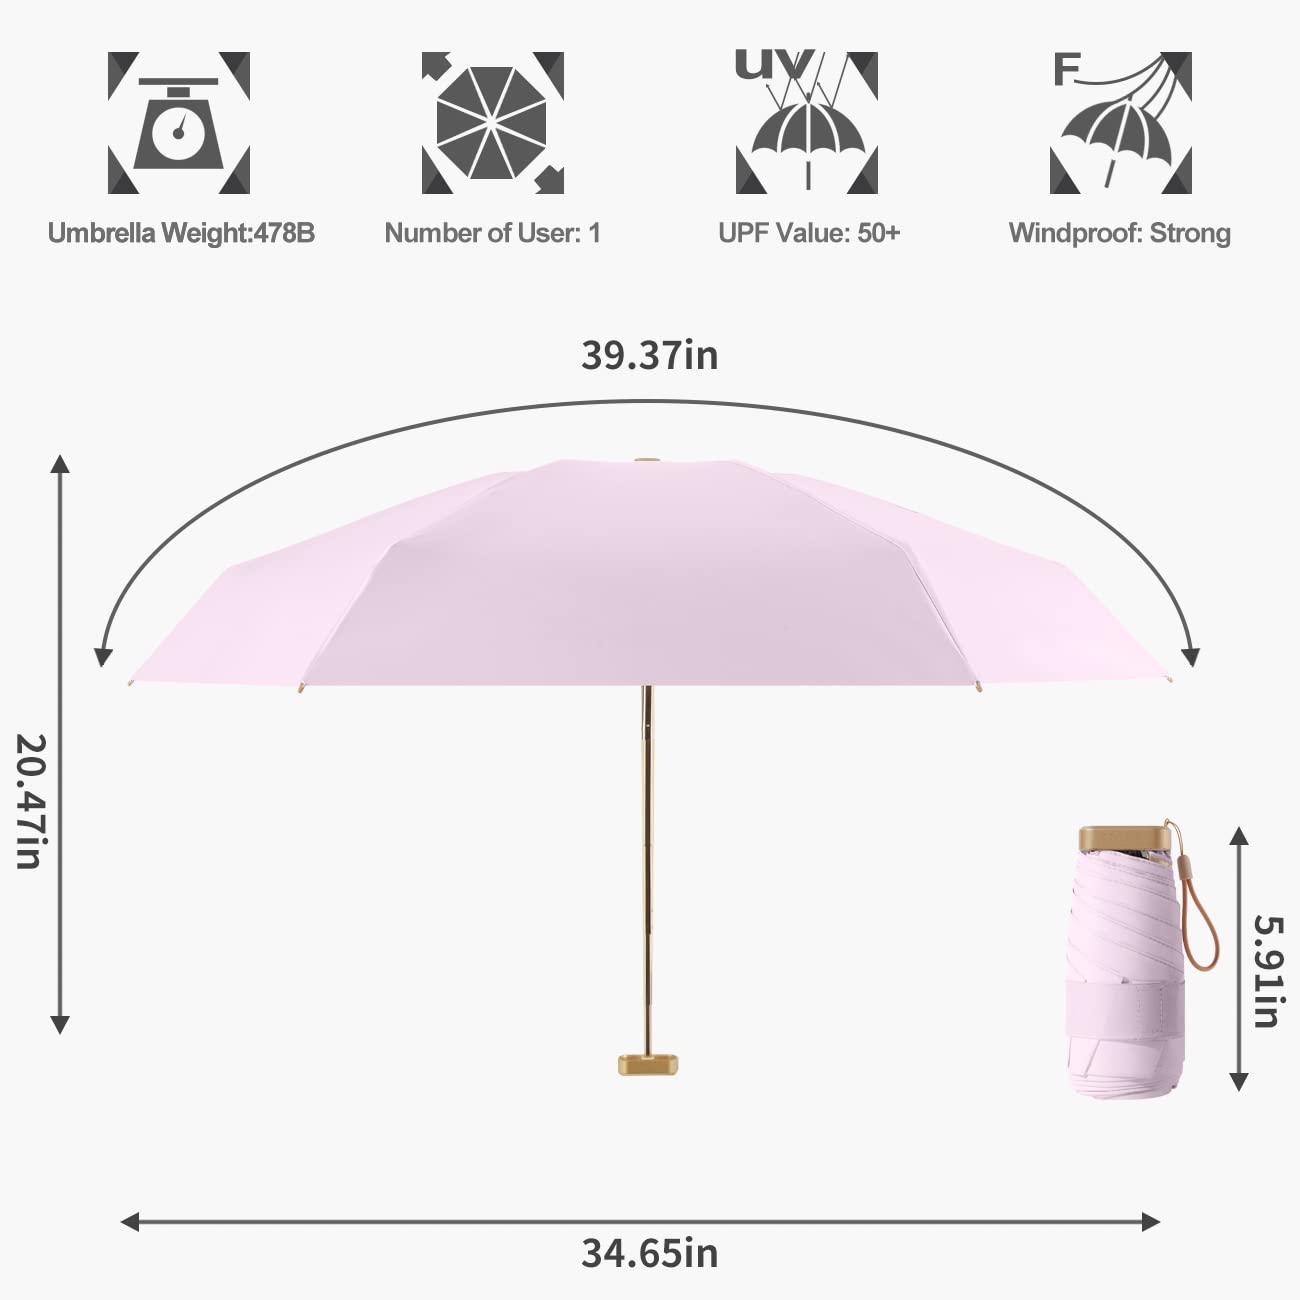 UV
F
Umbrella Weight:478B
Number of User: 1
UPF Value: 50+
Windproof: Strong
39.37in
20.47in
5.91in
34.65in